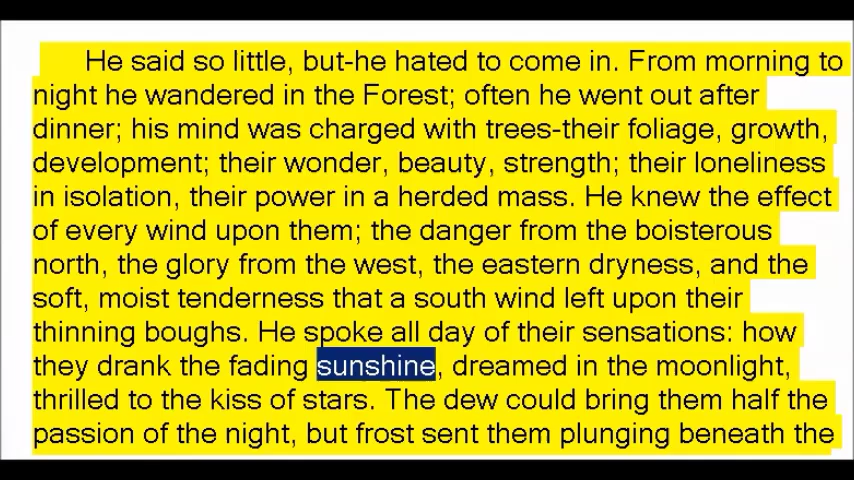 He said so little, but-he hated to come in. From morning to
night he wandered in the Forest; often he went out after
dinner; his mind was charged with trees-their foliage, growth,
development; their wonder, beauty, strength; their loneliness
in isolation, their power in a herded mass. He knew the effect
of every wind upon them; the danger from the boisterous
north, the glory from the west, the eastern dryness, and the
soft, moist tenderness that a south wind left upon their
thinning boughs. He spoke all day of their sensations: how
they drank the fading sunshine, dreamed in the moonlight,
thrilled to the kiss of stars. The dew could bring them half the
passion of the night, but frost sent them plunging beneath the